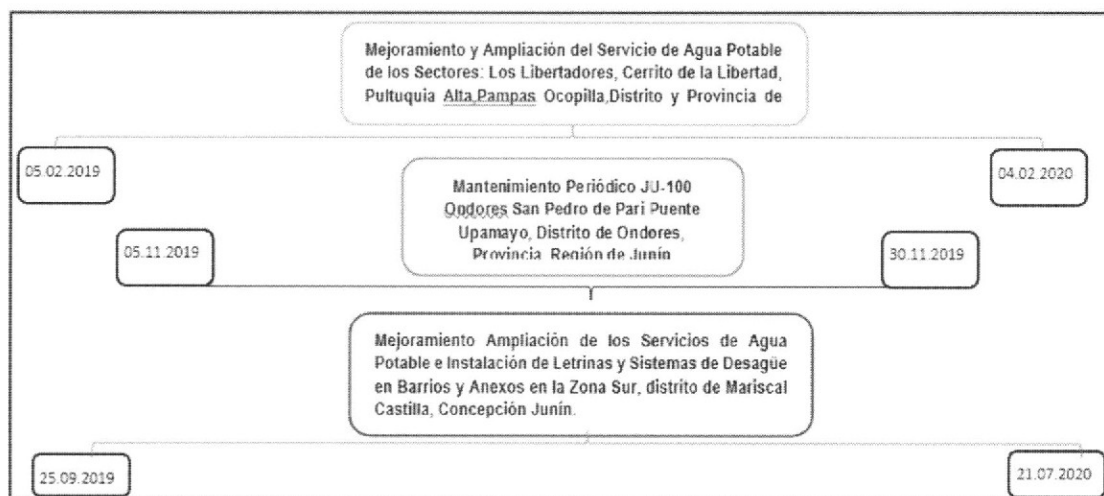 Mejoramiento y Ampliación del Servicio de Agua Potable
de los Sectores: Los Libertadores, Cerrito de la Libertad,
Pultuquia Alta,Pampas Ocopilla,Distrito y Provincia de
05.02.2019
04.02.2020
Mantenimiento Periódico JU-100
Ondores San Pedro de Pari Puente
Upamayo, Distrito de Ondores,
Provincia Región de Junín
05.11.2019
30.11.2019
Mejoramiento Ampliación de los Servicios de Agua
Potable e Instalación de Letrinas y Sistemas de Desagüe
en Barrios y Anexos en la Zona Sur, distrito de Mariscal
Castilla, Concepción Junín.
25.09.2019
21.07.2020